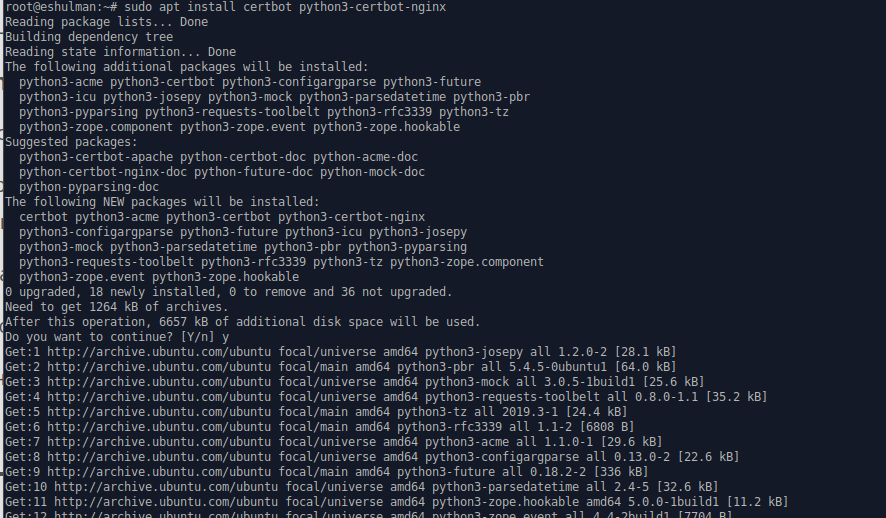 root@eshulman:~# sudo apt install certbot python3-certbot-nginx
Reading package lists... Done
Building dependency tree
Reading state information... Done
The following additional packages will be installed:
  python3-acme python3-certbot python3-configargparse python3-future
  python3-icu python3-josepy python3-mock python3-parsedatetime python3-pbr
  python3-pyparsing python3-requests-toolbelt python3-rfc3339 python3-tz
  python3-zope.component python3-zope.event python3-zope.hookable
Suggested packages:
  python3-certbot-apache python-certbot-doc python-acme-doc
  python-certbot-nginx-doc python-future-doc python-mock-doc
  python-pyparsing-doc
The following NEW packages will be installed:
  certbot python3-acme python3-certbot python3-certbot-nginx
  python3-configargparse python3-future python3-icu python3-josepy
  python3-mock python3-parsedatetime python3-pbr python3-pyparsing
  python3-requests-toolbelt python3-rfc3339 python3-tz python3-zope.component
  python3-zope.event python3-zope.hookable
0 upgraded, 18 newly installed, 0 to remove and 36 not upgraded.
Need to get 1264 kB of archives.
After this operation, 6657 kB of additional disk space will be used.
Do you want to continue? [Y/n] y
Get:1 http://archive.ubuntu.com/ubuntu focal/universe amd64 python3-josepy all 1.2.0-2 [28.1 kB]
Get:2 http://archive.ubuntu.com/ubuntu focal/main amd64 python3-pbr all 5.4.5-0ubuntu1 [64.0 kB]
Get:3 http://archive.ubuntu.com/ubuntu focal/universe amd64 python3-mock all 3.0.5-1build1 [25.6 kB]
Get:4 http://archive.ubuntu.com/ubuntu focal/universe amd64 python3-requests-toolbelt all 0.8.0-1.1 [35.2 kB]
Get:5 http://archive.ubuntu.com/ubuntu focal/main amd64 python3-tz all 2019.3-1 [24.4 kB]
Get:6 http://archive.ubuntu.com/ubuntu focal/main amd64 python3-rfc3339 all 1.1-2 [6808 B]
Get:7 http://archive.ubuntu.com/ubuntu focal/universe amd64 python3-acme all 1.1.0-1 [29.6 kB]
Get:8 http://archive.ubuntu.com/ubuntu focal/universe amd64 python3-configargparse all 0.13.0-2 [22.6 kB]
Get:9 http://archive.ubuntu.com/ubuntu focal/main amd64 python3-future all 0.18.2-2 [336 kB]
Get:10 http://archive.ubuntu.com/ubuntu focal/universe amd64 python3-parsedatetime all 2.4-5 [32.6 kB]
Get:11 http://archive.ubuntu.com/ubuntu focal/universe amd64 python3-zope.hookable amd64 5.0.0-1build1 [11.2 kB]
Get:12 http://archive.ubuntu.com/ubuntu focal/universe amd64 python3-zope.event all 4.4-2build1 [7704 B]